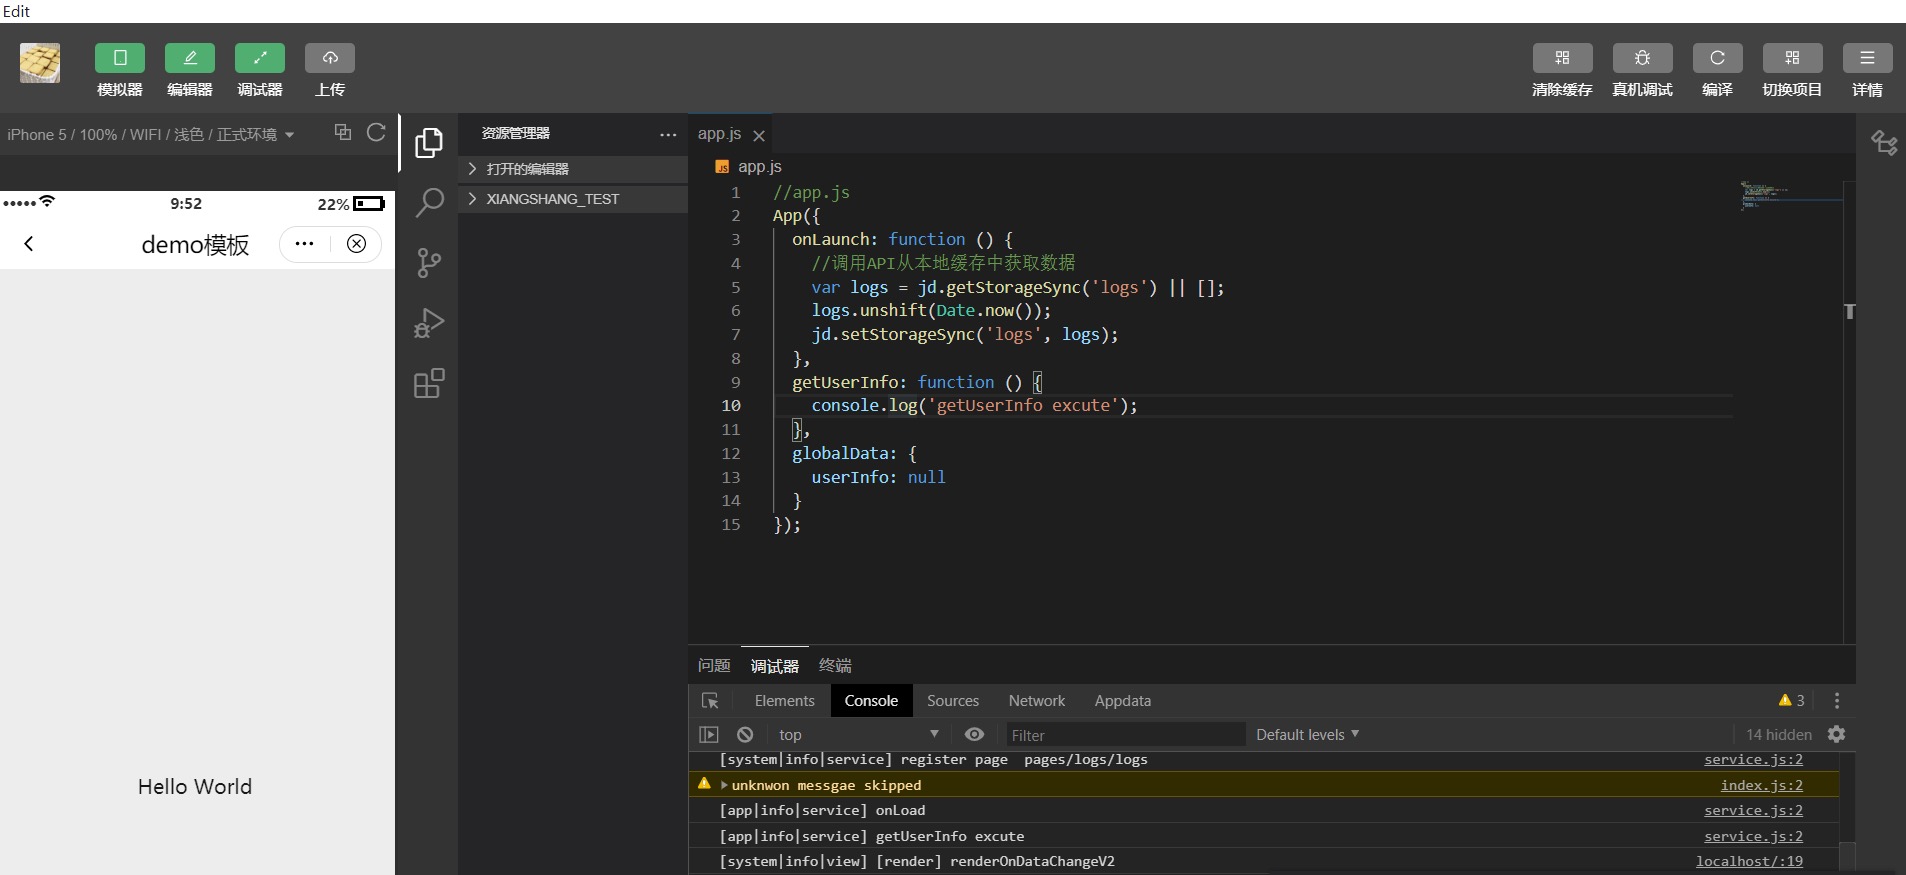 Edit
模拟器 编辑器 调试器 上传 清除缓存 真机调试 编译 切换项目 详情
iPhone 5 / 100% / WIFI / 浅色 / 正式环境
9:52 22%
demo模板
Hello World
资源管理器
打开的编辑器
XIANGSHANG_TEST
app.js
JS app.js
1 //app.js
2 App({
3 onLaunch: function () {
4 //调用API从本地缓存中获取数据
5 var logs = jd.getStorageSync('logs') || [];
6 logs.unshift(Date.now());
7 jd.setStorageSync('logs', logs);
8 },
9 getUserInfo: function () {
10 console.log('getUserInfo excute');
11 },
12 globalData: {
13 userInfo: null
14 }
15 });
问题 调试器 终端
Elements Console Sources Network Appdata 3
top Filter Default levels 14 hidden
[system|info|service] register page pages/logs/logs service.js:2
unknwon messgae skipped index.js:2
[app|info|service] onLoad service.js:2
[app|info|service] getUserInfo excute service.js:2
[system|info|view] [render] renderOnDataChangeV2 localhost/:19